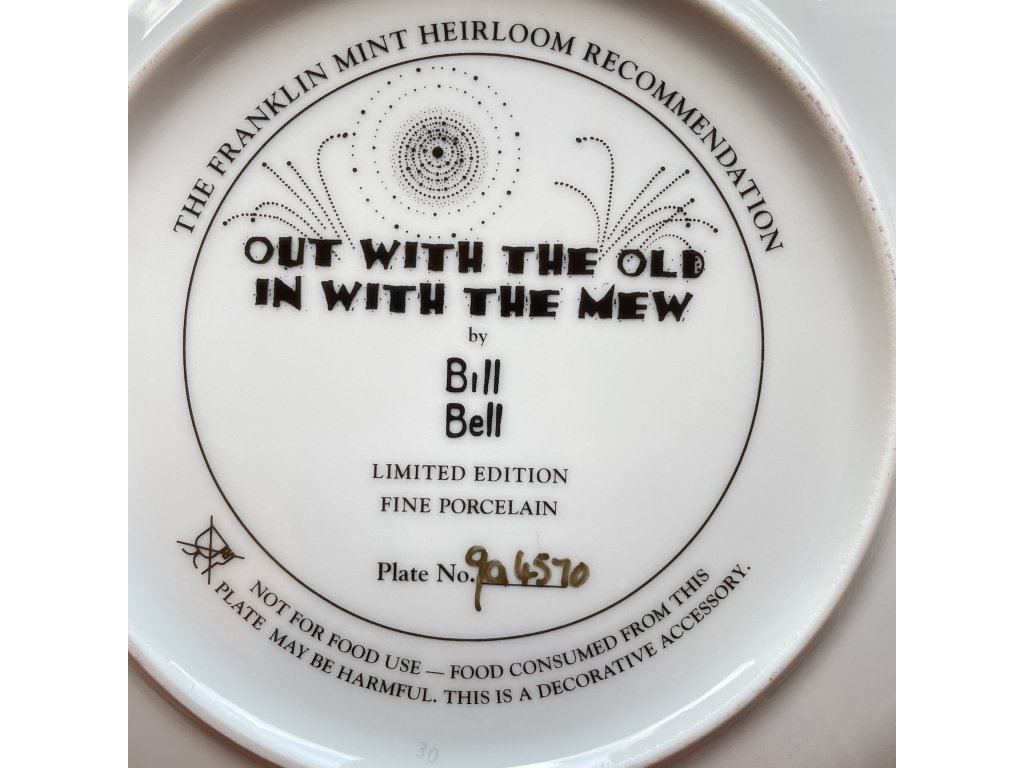 THE FRANKLIN MINT HEIRLOOM RECOMMENDATION
OUT WITH THE OLD
IN WITH THE MEW
by
Bill
Bell
LIMITED EDITION
FINE PORCELAIN
Plate No. 9a4570
NOT FOR FOOD USE — FOOD CONSUMED FROM THIS
PLATE MAY BE HARMFUL. THIS IS A DECORATIVE ACCESSORY.
30